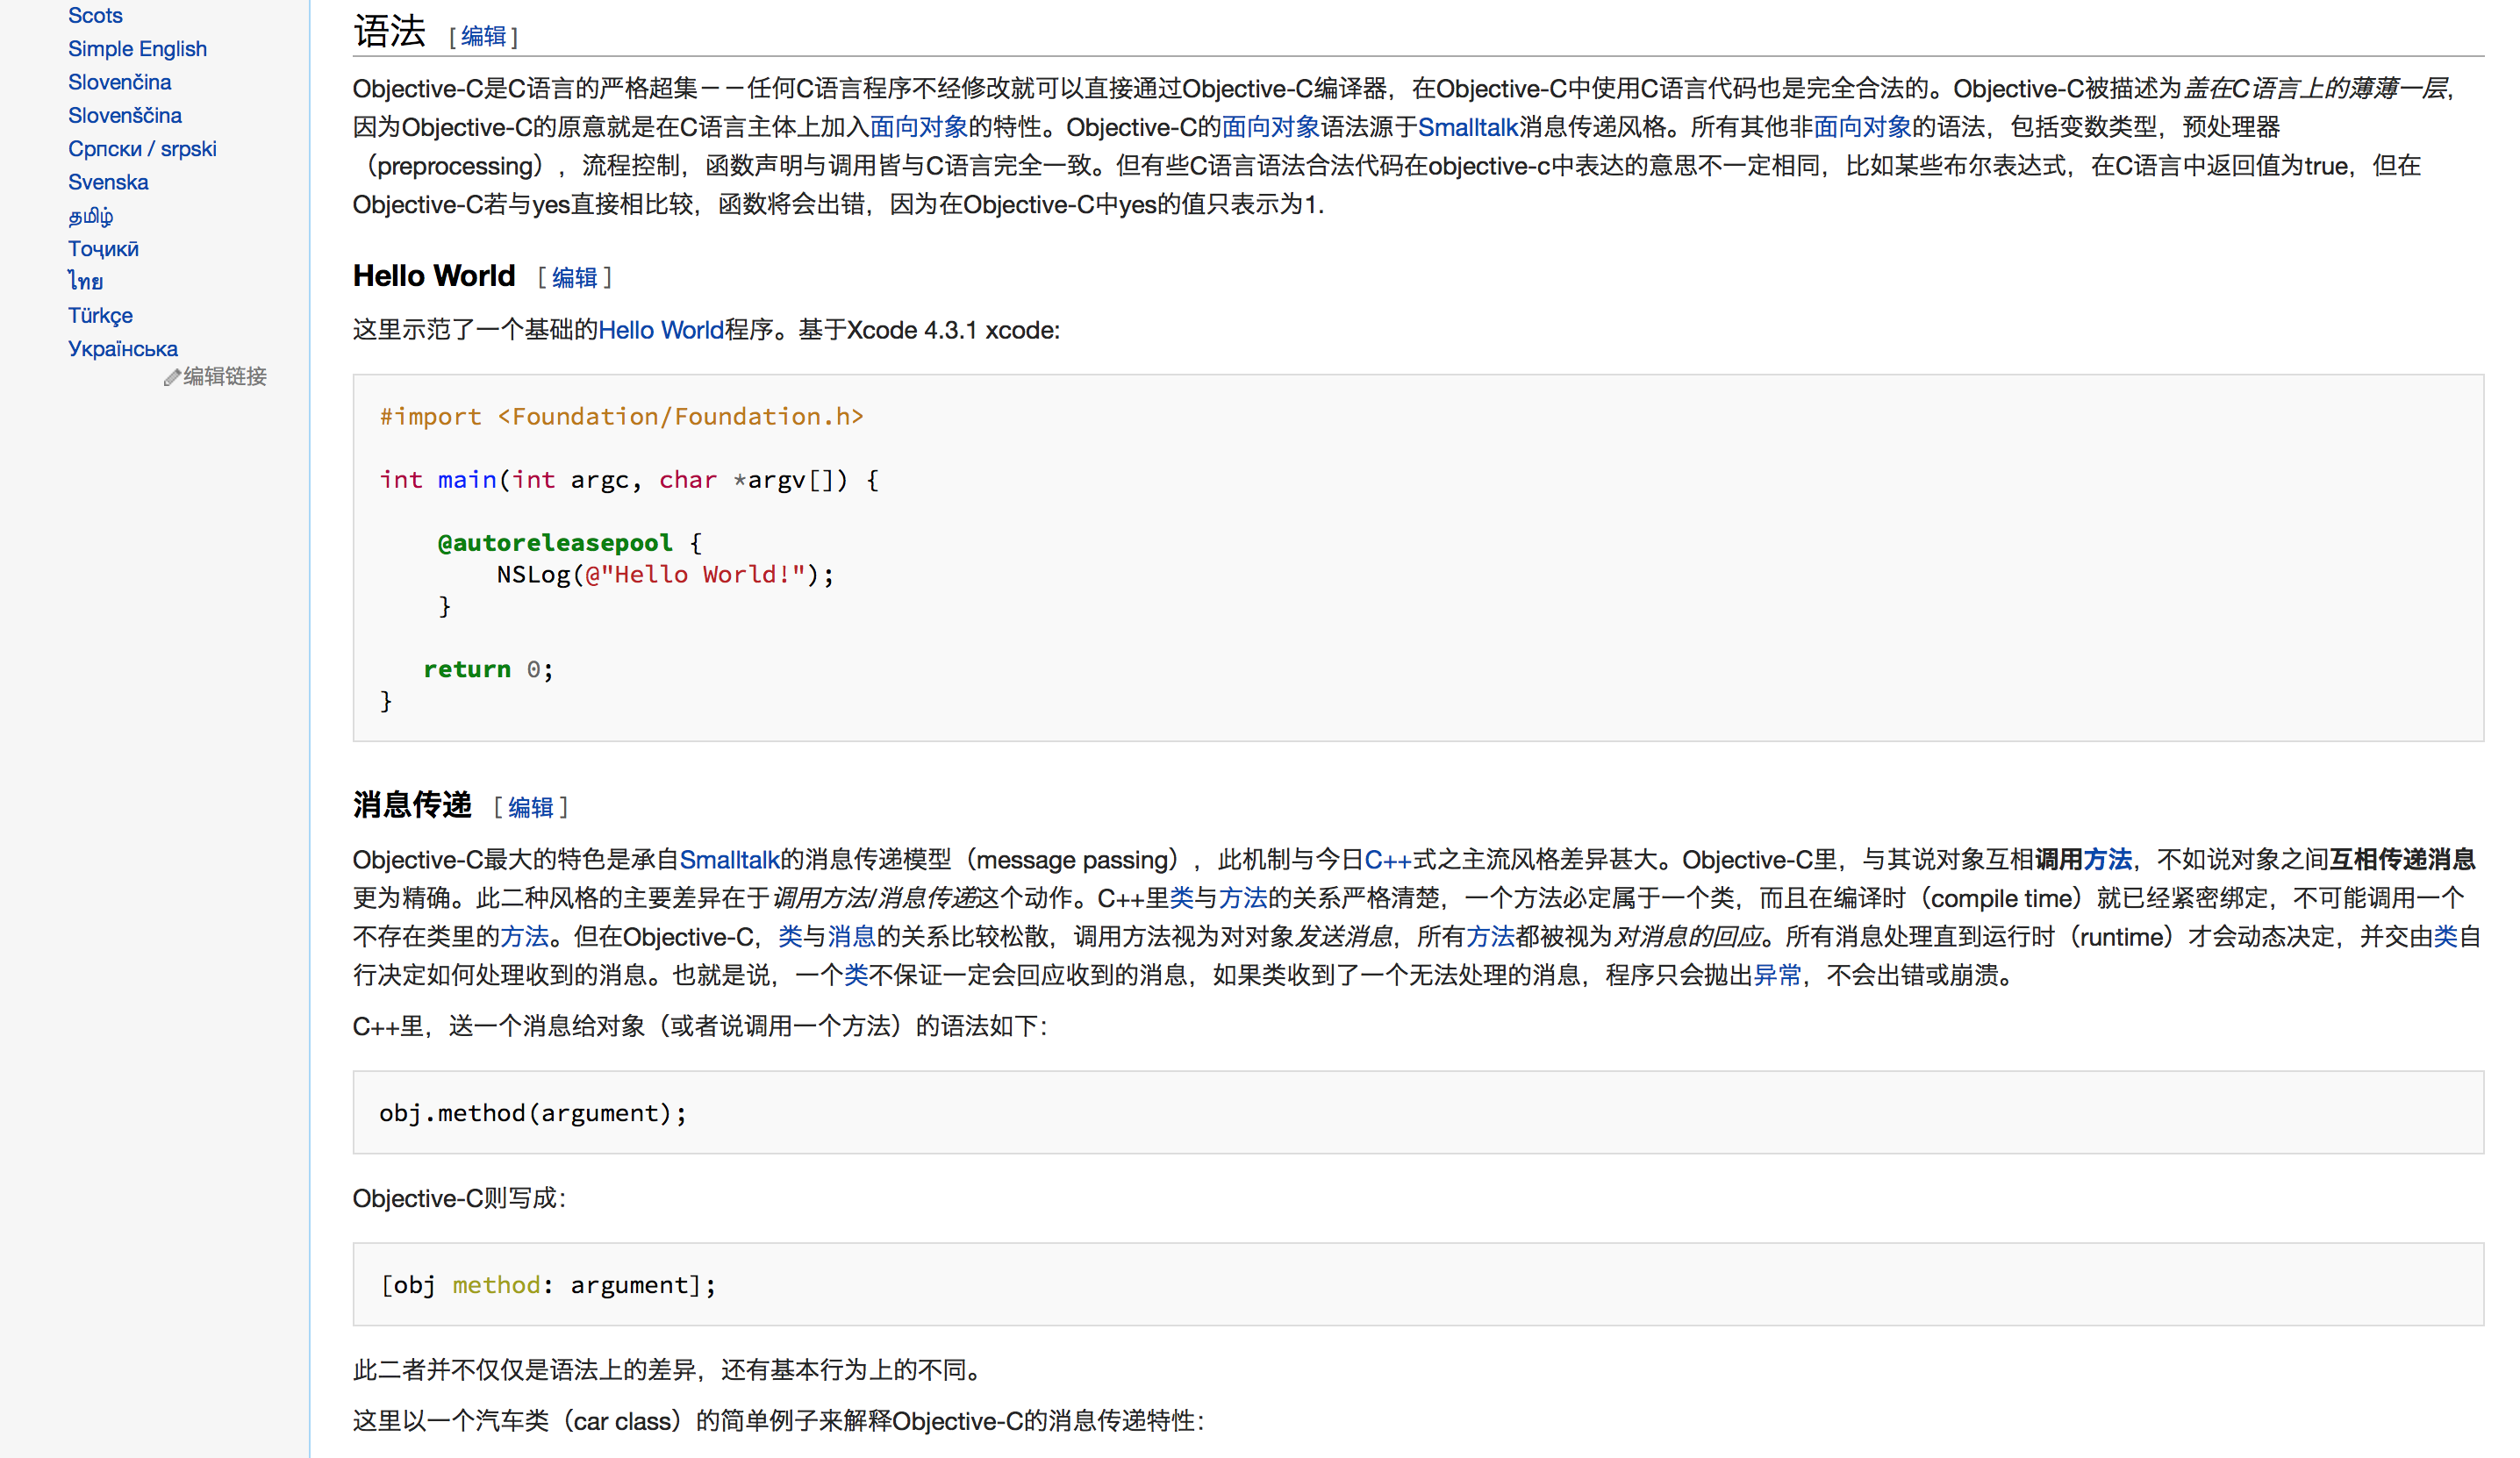 Scots
Simple English
Slovenčina
Slovenščina
Српски / srpski
Svenska
தமிழ்
Тоҷикӣ
ไทย
Türkçe
Українська
编辑链接
语法 [编辑]
Objective-C是C语言的严格超集－－任何C语言程序不经修改就可以直接通过Objective-C编译器，在Objective-C中使用C语言代码也是完全合法的。Objective-C被描述为盖在C语言上的薄薄一层，
因为Objective-C的原意就是在C语言主体上加入面向对象的特性。Objective-C的面向对象语法源于Smalltalk消息传递风格。所有其他非面向对象的语法，包括变数类型，预处理器
（preprocessing），流程控制，函数声明与调用皆与C语言完全一致。但有些C语言语法合法代码在objective-c中表达的意思不一定相同，比如某些布尔表达式，在C语言中返回值为true，但在
Objective-C若与yes直接相比较，函数将会出错，因为在Objective-C中yes的值只表示为1.
Hello World [编辑]
这里示范了一个基础的Hello World程序。基于Xcode 4.3.1 xcode:
#import <Foundation/Foundation.h>
int main(int argc, char *argv[]) {
    @autoreleasepool {
        NSLog(@"Hello World!");
    }
   return 0;
}
消息传递 [编辑]
Objective-C最大的特色是承自Smalltalk的消息传递模型（message passing），此机制与今日C++式之主流风格差异甚大。Objective-C里，与其说对象互相调用方法，不如说对象之间互相传递消息
更为精确。此二种风格的主要差异在于调用方法/消息传递这个动作。C++里类与方法的关系严格清楚，一个方法必定属于一个类，而且在编译时（compile time）就已经紧密绑定，不可能调用一个
不存在类里的方法。但在Objective-C，类与消息的关系比较松散，调用方法视为对对象发送消息，所有方法都被视为对消息的回应。所有消息处理直到运行时（runtime）才会动态决定，并交由类自
行决定如何处理收到的消息。也就是说，一个类不保证一定会回应收到的消息，如果类收到了一个无法处理的消息，程序只会抛出异常，不会出错或崩溃。
C++里，送一个消息给对象（或者说调用一个方法）的语法如下：
obj.method(argument);
Objective-C则写成：
[obj method: argument];
此二者并不仅仅是语法上的差异，还有基本行为上的不同。
这里以一个汽车类（car class）的简单例子来解释Objective-C的消息传递特性：